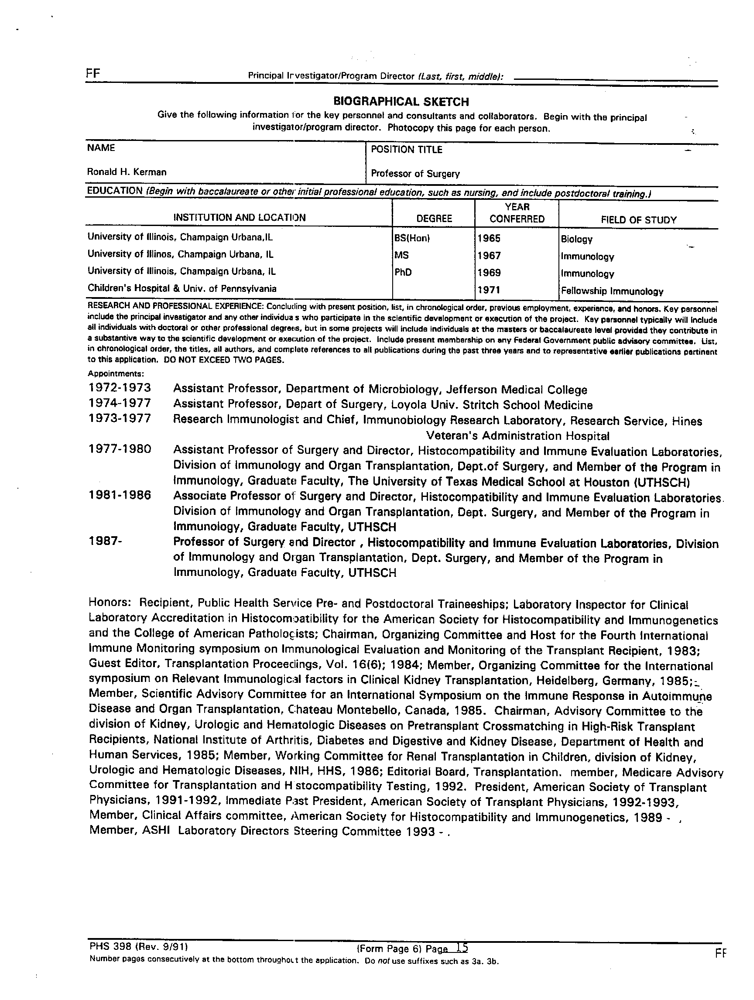 FF
Principal Investigator/Program Director (Last, first, middle):
BIOGRAPHICAL SKETCH
Give the following information for the key personnel and consultants and collaborators. Begin with the principal
investigator/program director. Photocopy this page for each person.
NAME
POSITION TITLE
Ronald H. Kerman
Professor of Surgery
EDUCATION (Begin with baccalaureate or other initial professional education, such as nursing, and include postdoctoral training.)
INSTITUTION AND LOCATION DEGREE YEAR CONFERRED FIELD OF STUDY
University of Illinois, Champaign Urbana,IL BS(Hon) 1965 Biology
University of Illinos, Champaign Urbana, IL MS 1967 Immunology
University of Illinois, Champaign Urbana, IL PhD 1969 Immunology
Children's Hospital & Univ. of Pennsylvania 1971 Fellowship Immunology
RESEARCH AND PROFESSIONAL EXPERIENCE: Concluding with present position, list, in chronological order, previous employment, experience, and honors. Key personnel
include the principal investigator and any other individua s who participate in the scientific development or execution of the project. Key personnel typically will include
all individuals with doctoral or other professional degrees, but in some projects will include individuals at the masters or baccalaureate level provided they contribute in
a substantive way to the scientific development or execution of the project. Include present membership on any Federal Government public advisory committee. List,
in chronological order, the titles, all authors, and complete references to all publications during the past three years and to representative earlier publications pertinent
to this application. DO NOT EXCEED TWO PAGES.
Appointments:
1972-1973 Assistant Professor, Department of Microbiology, Jefferson Medical College
1974-1977 Assistant Professor, Depart of Surgery, Loyola Univ. Stritch School Medicine
1973-1977 Research Immunologist and Chief, Immunobiology Research Laboratory, Research Service, Hines
Veteran's Administration Hospital
1977-1980 Assistant Professor of Surgery and Director, Histocompatibility and Immune Evaluation Laboratories,
Division of Immunology and Organ Transplantation, Dept.of Surgery, and Member of the Program in
Immunology, Graduate Faculty, The University of Texas Medical School at Houston (UTHSCH)
1981-1986 Associate Professor of Surgery and Director, Histocompatibility and Immune Evaluation Laboratories.
Division of Immunology and Organ Transplantation, Dept. Surgery, and Member of the Program in
Immunology, Graduate Faculty, UTHSCH
1987- Professor of Surgery and Director , Histocompatibility and Immune Evaluation Laboratories, Division
of Immunology and Organ Transplantation, Dept. Surgery, and Member of the Program in
Immunology, Graduate Faculty, UTHSCH
Honors: Recipient, Public Health Service Pre- and Postdoctoral Traineeships; Laboratory Inspector for Clinical
Laboratory Accreditation in Histocompatibility for the American Society for Histocompatibility and Immunogenetics
and the College of American Pathologists; Chairman, Organizing Committee and Host for the Fourth International
Immune Monitoring symposium on Immunological Evaluation and Monitoring of the Transplant Recipient, 1983;
Guest Editor, Transplantation Proceedings, Vol. 16(6); 1984; Member, Organizing Committee for the International
symposium on Relevant Immunological factors in Clinical Kidney Transplantation, Heidelberg, Germany, 1985;
Member, Scientific Advisory Committee for an International Symposium on the Immune Response in Autoimmune
Disease and Organ Transplantation, Chateau Montebello, Canada, 1985. Chairman, Advisory Committee to the
division of Kidney, Urologic and Hematologic Diseases on Pretransplant Crossmatching in High-Risk Transplant
Recipients, National Institute of Arthritis, Diabetes and Digestive and Kidney Disease, Department of Health and
Human Services, 1985; Member, Working Committee for Renal Transplantation in Children, division of Kidney,
Urologic and Hematologic Diseases, NIH, HHS, 1986; Editorial Board, Transplantation. member, Medicare Advisory
Committee for Transplantation and H stocompatibility Testing, 1992. President, American Society of Transplant
Physicians, 1991-1992, Immediate Past President, American Society of Transplant Physicians, 1992-1993,
Member, Clinical Affairs committee, American Society for Histocompatibility and Immunogenetics, 1989 - ,
Member, ASHI Laboratory Directors Steering Committee 1993 - .
PHS 398 (Rev. 9/91) (Form Page 6) Page 15
Number pages consecutively at the bottom throughout the application. Do not use suffixes such as 3a. 3b.
FF